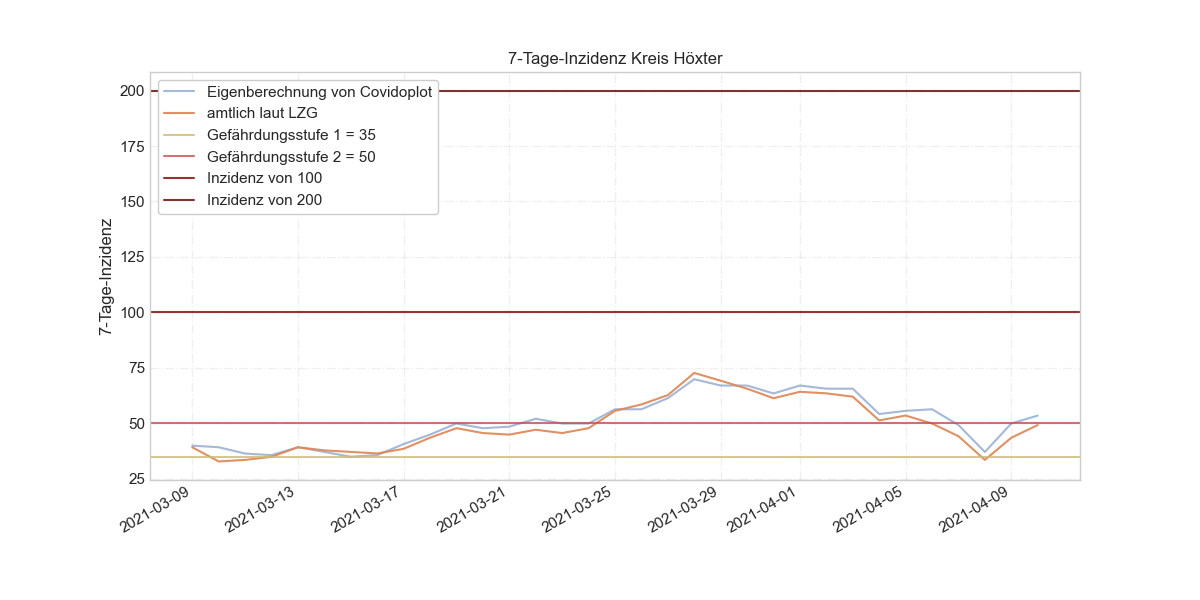 7-Tage-Inzidenz Kreis Höxter
Eigenberechnung von Covidoplot
amtlich laut LZG
Gefährdungsstufe 1 = 35
Gefährdungsstufe 2 = 50
Inzidenz von 100
Inzidenz von 200
7-Tage-Inzidenz
200
175
150
125
100
75
50
25
2021-03-09
2021-03-13
2021-03-17
2021-03-21
2021-03-25
2021-03-29
2021-04-01
2021-04-05
2021-04-09